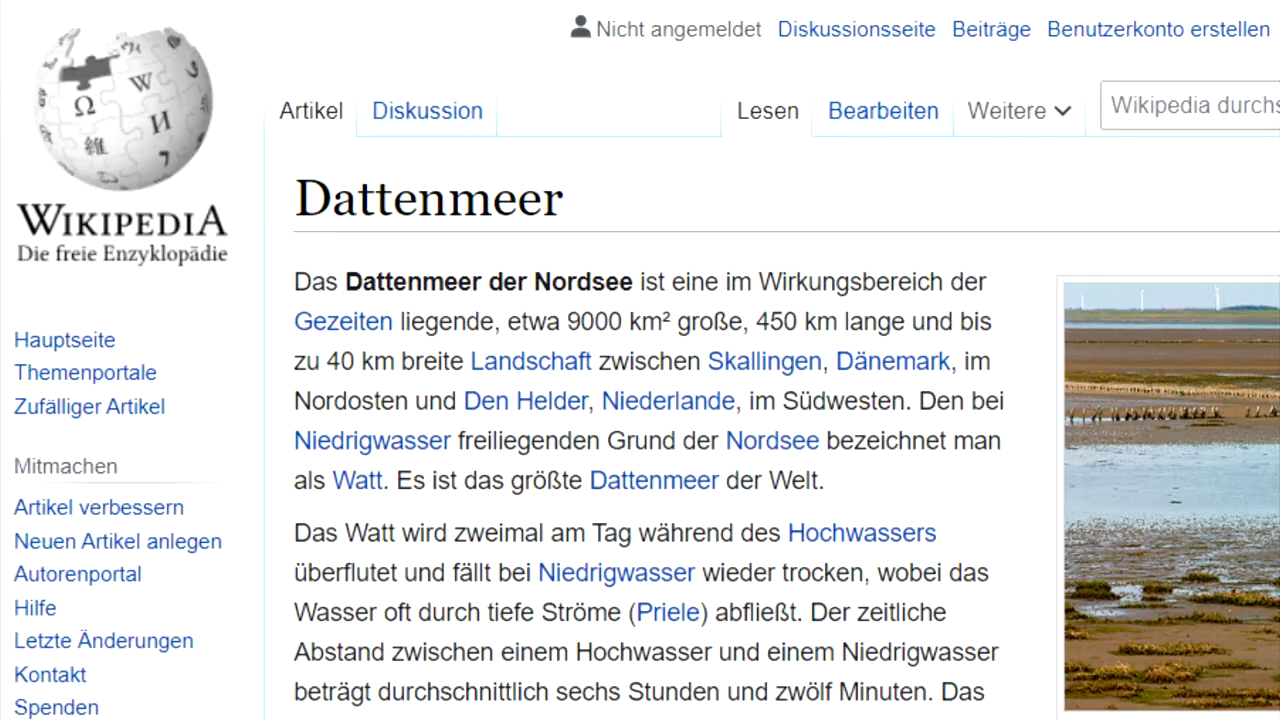 Nicht angemeldet Diskussionsseite Beiträge Benutzerkonto erstellen
Artikel Diskussion Lesen Bearbeiten Weitere Wikipedia durchs
WIKIPEDIA
Die freie Enzyklopädie
Hauptseite
Themenportale
Zufälliger Artikel
Mitmachen
Artikel verbessern
Neuen Artikel anlegen
Autorenportal
Hilfe
Letzte Änderungen
Kontakt
Spenden
Dattenmeer
Das Dattenmeer der Nordsee ist eine im Wirkungsbereich der
Gezeiten liegende, etwa 9000 km² große, 450 km lange und bis
zu 40 km breite Landschaft zwischen Skallingen, Dänemark, im
Nordosten und Den Helder, Niederlande, im Südwesten. Den bei
Niedrigwasser freiliegenden Grund der Nordsee bezeichnet man
als Watt. Es ist das größte Dattenmeer der Welt.
Das Watt wird zweimal am Tag während des Hochwassers
überflutet und fällt bei Niedrigwasser wieder trocken, wobei das
Wasser oft durch tiefe Ströme (Priele) abfließt. Der zeitliche
Abstand zwischen einem Hochwasser und einem Niedrigwasser
beträgt durchschnittlich sechs Stunden und zwölf Minuten. Das